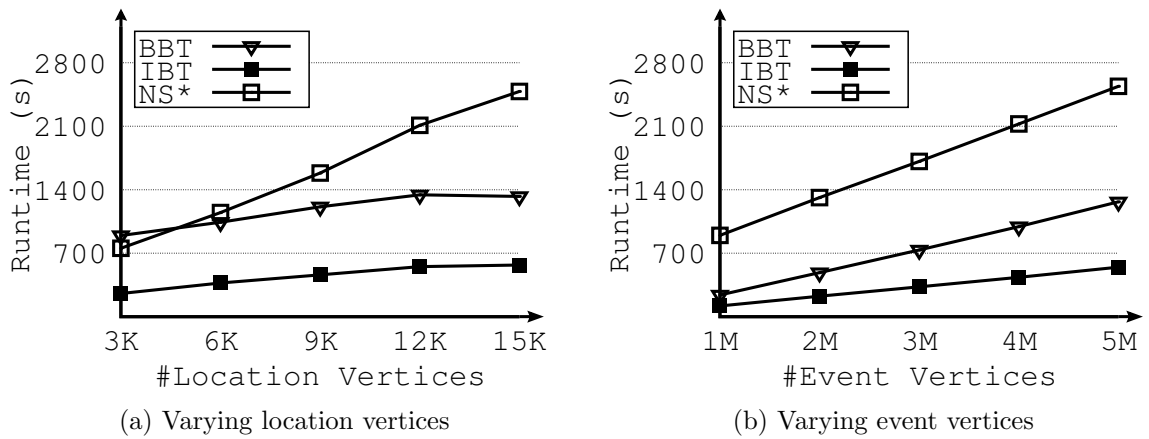 BBT
IBT
NS*
Runtime (s)
2800
2100
1400
700
3K 6K 9K 12K 15K
#Location Vertices
(a) Varying location vertices
BBT
IBT
NS*
Runtime (s)
2800
2100
1400
700
1M 2M 3M 4M 5M
#Event Vertices
(b) Varying event vertices